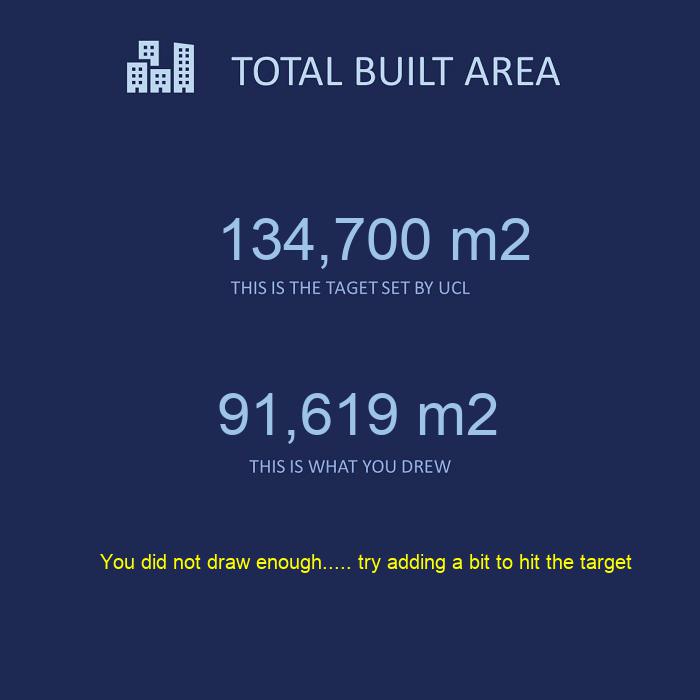 TOTAL BUILT AREA
134,700 m2
THIS IS THE TAGET SET BY UCL
91,619 m2
THIS IS WHAT YOU DREW
You did not draw enough..... try adding a bit to hit the target